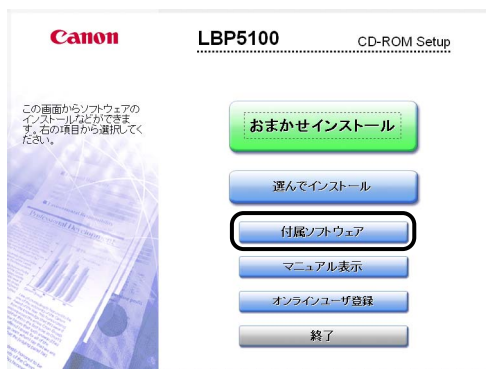 Canon
LBP5100
CD-ROM Setup
この画面からソフトウェアの
インストールなどができま
す。右の項目から選択してく
ださい。
おまかせインストール
選んでインストール
付属ソフトウェア
マニュアル表示
オンラインユーザ登録
終了